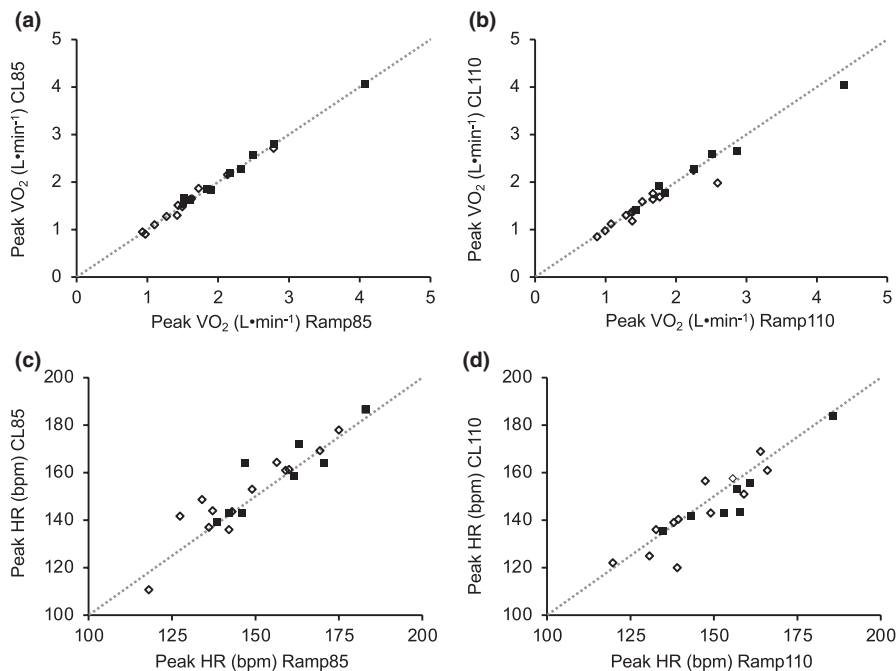 (a)
5
4
3
2
1
0
0 1 2 3 4 5
Peak VO₂ (L•min⁻¹) CL85
Peak VO₂ (L•min⁻¹) Ramp85
(b)
5
4
3
2
1
0
0 1 2 3 4 5
Peak VO₂ (L•min⁻¹) CL110
Peak VO₂ (L•min⁻¹) Ramp110
(c)
200
180
160
140
120
100
100 125 150 175 200
Peak HR (bpm) CL85
Peak HR (bpm) Ramp85
(d)
200
180
160
140
120
100
100 125 150 175 200
Peak HR (bpm) CL110
Peak HR (bpm) Ramp110